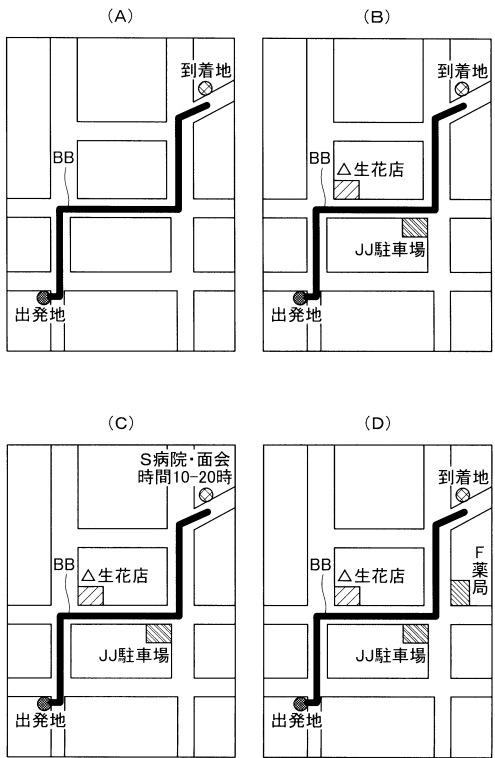 (A)
到着地
BB
出発地
(B)
到着地
BB
△生花店
JJ駐車場
出発地
(C)
S病院・面会
時間10-20時
BB
△生花店
JJ駐車場
出発地
(D)
到着地
BB
△生花店
F薬局
JJ駐車場
出発地